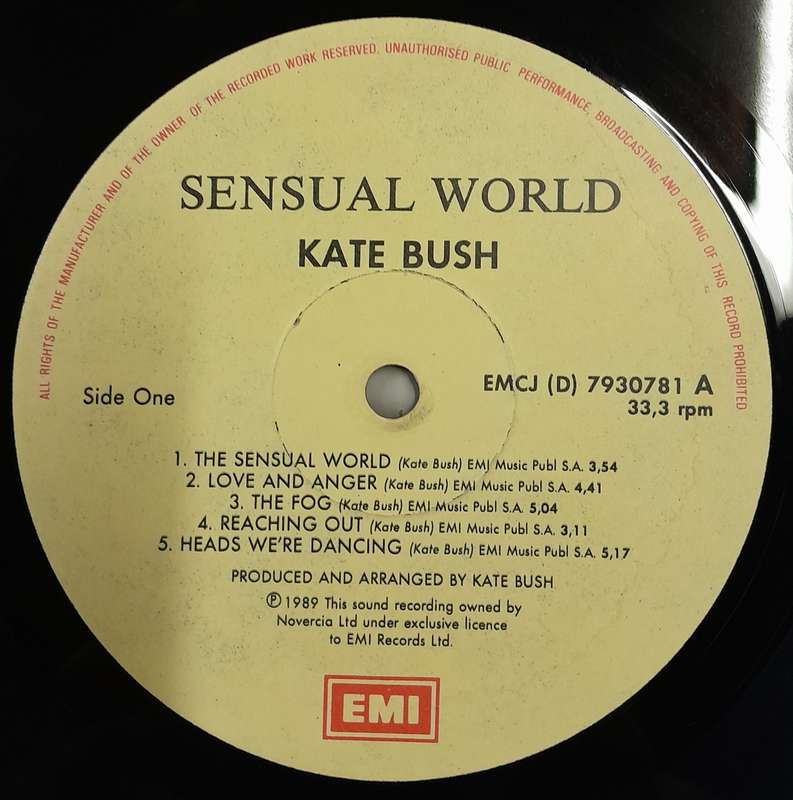 ALL RIGHTS OF THE MANUFACTURER AND OF THE OWNER OF THE RECORDED WORK RESERVED. UNAUTHORISED PUBLIC PERFORMANCE, BROADCASTING AND COPYING OF THIS RECORD PROHIBITED
SENSUAL WORLD
KATE BUSH
Side One
EMCJ (D) 7930781 A
33,3 rpm
1. THE SENSUAL WORLD (Kate Bush) EMI Music Publ S.A. 3,54
2. LOVE AND ANGER (Kate Bush) EMI Music Publ S.A. 4,41
3. THE FOG (Kate Bush) EMI Music Publ S.A. 5,04
4. REACHING OUT (Kate Bush) EMI Music Publ S.A. 3,11
5. HEADS WE'RE DANCING (Kate Bush) EMI Music Publ S.A. 5,17
PRODUCED AND ARRANGED BY KATE BUSH
℗ 1989 This sound recording owned by
Novercia Ltd under exclusive licence
to EMI Records Ltd.
EMI